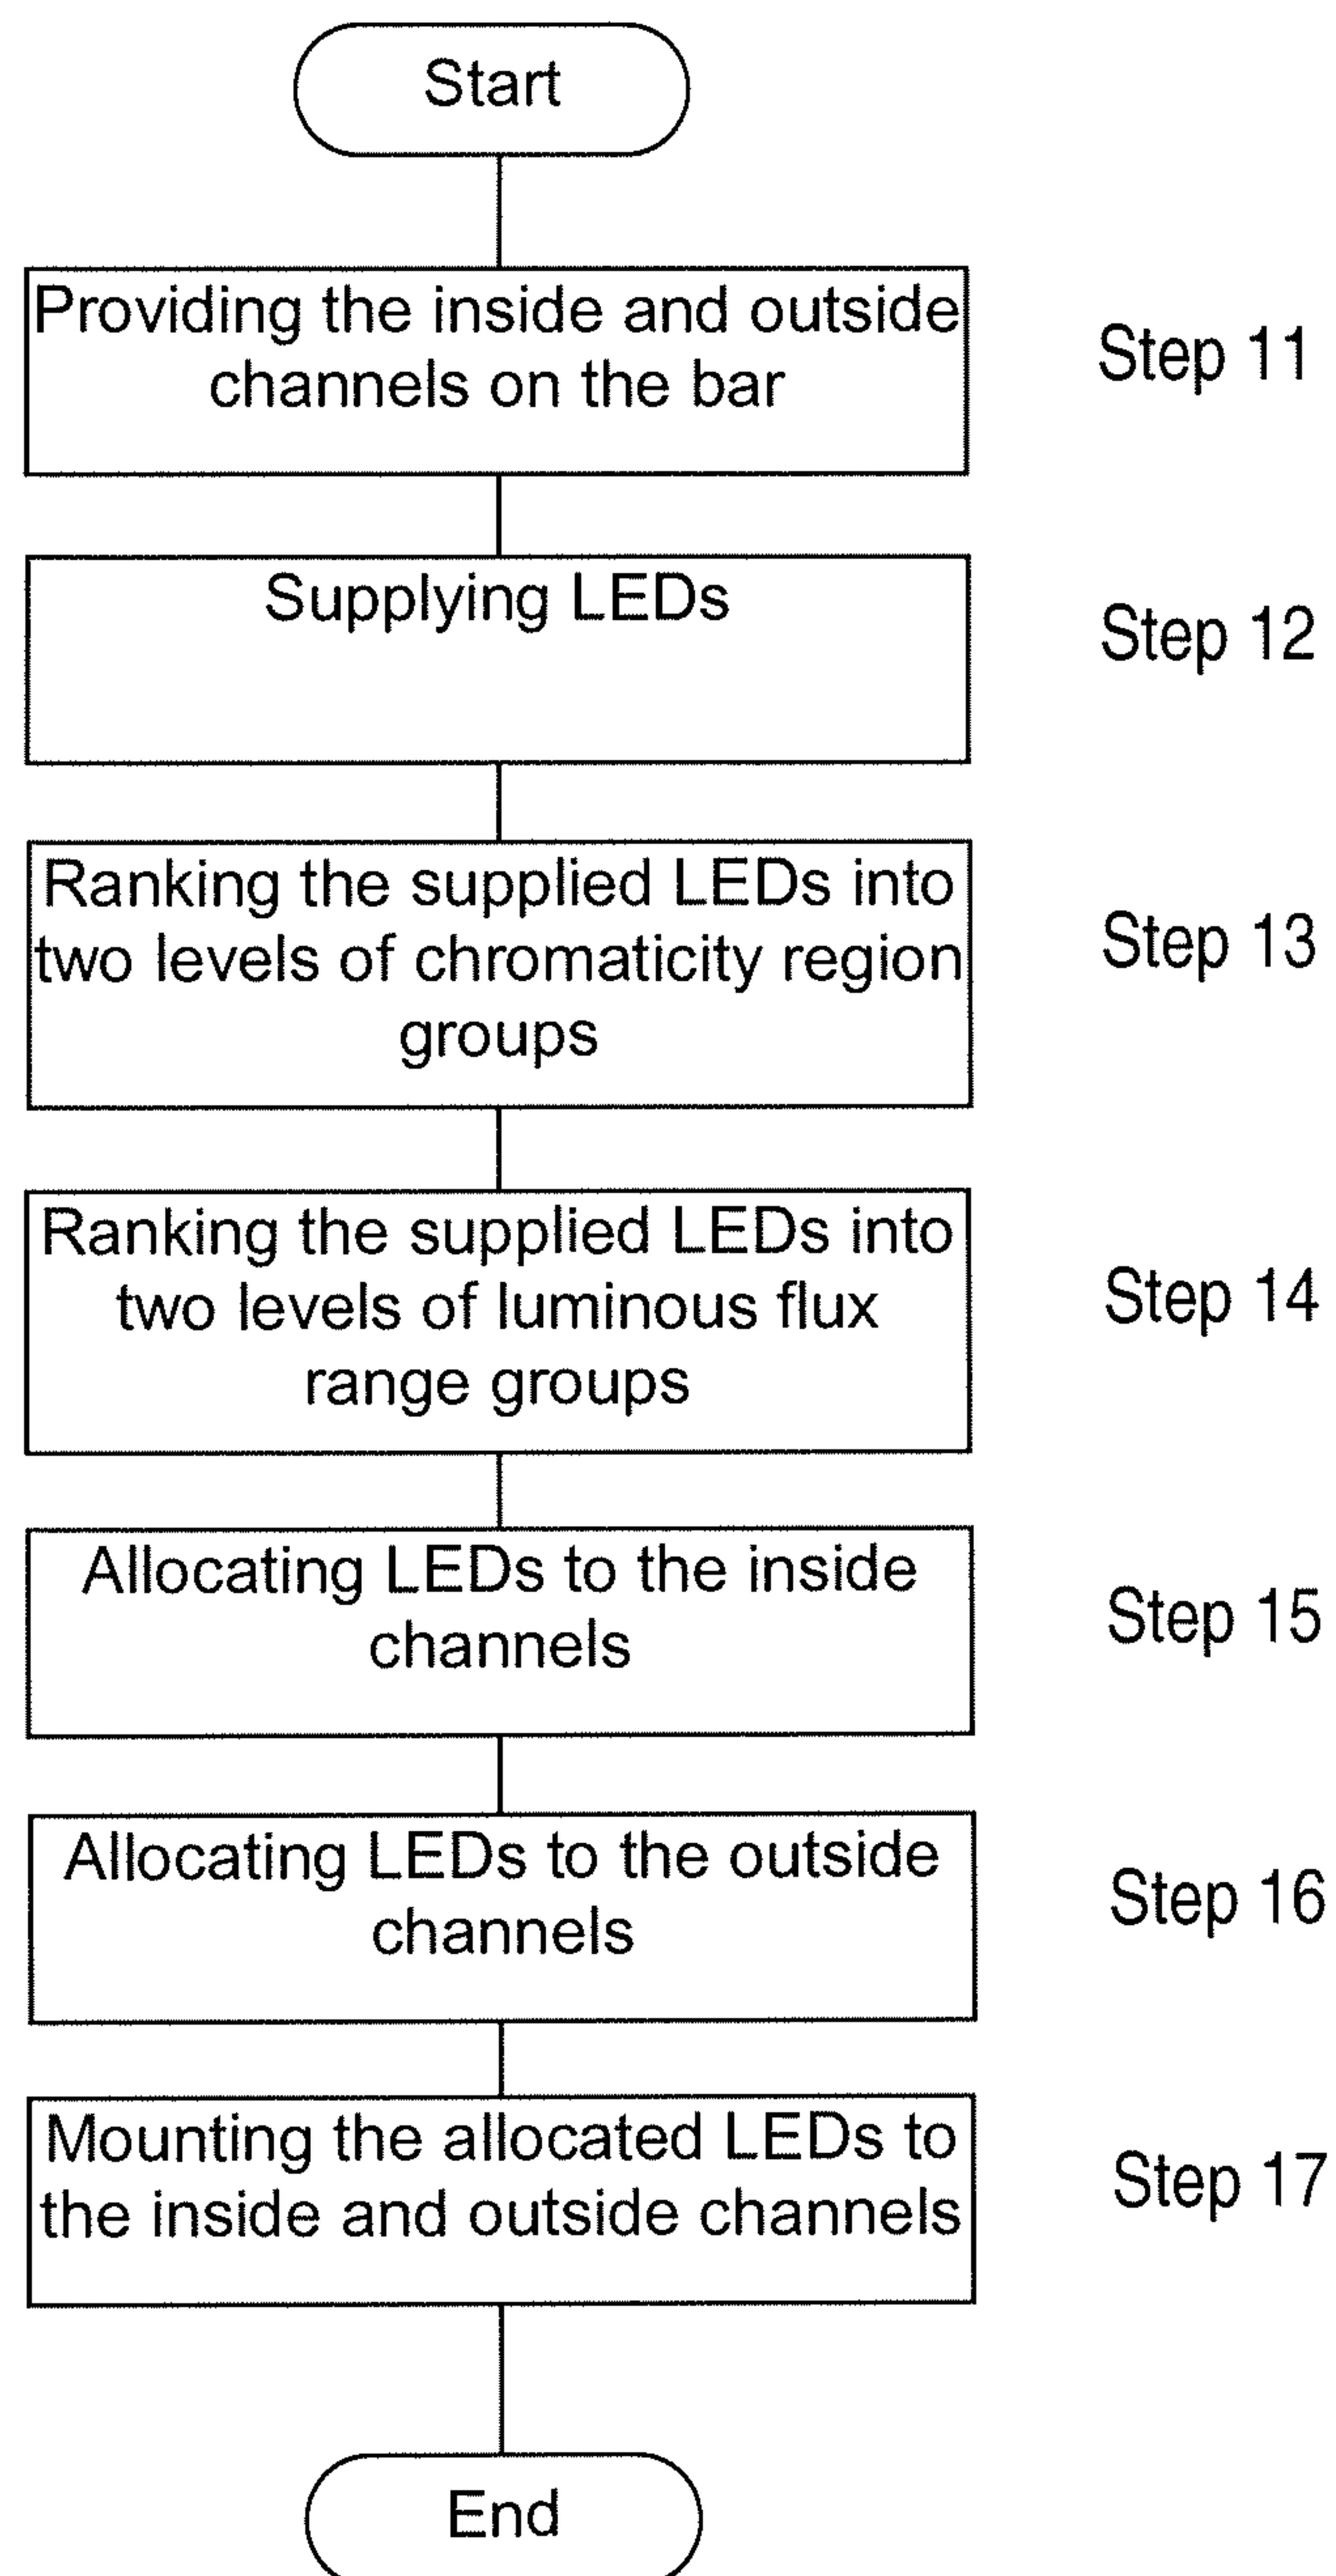 Start
Providing the inside and outside
channels on the bar
Step 11
Supplying LEDs
Step 12
Ranking the supplied LEDs into
two levels of chromaticity region
groups
Step 13
Ranking the supplied LEDs into
two levels of luminous flux
range groups
Step 14
Allocating LEDs to the inside
channels
Step 15
Allocating LEDs to the outside
channels
Step 16
Mounting the allocated LEDs to
the inside and outside channels
Step 17
End